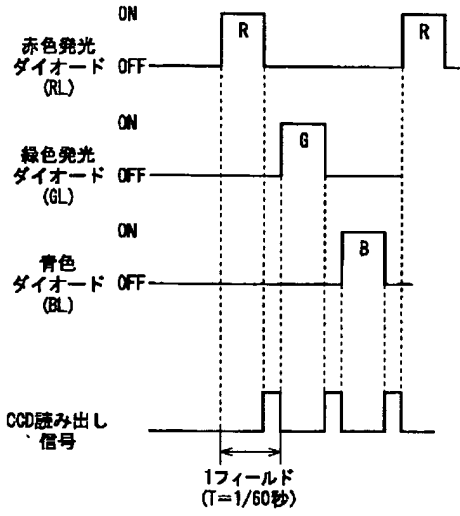 ON
R
R
赤色発光
ダイオード
(RL)
OFF
ON
G
緑色発光
ダイオード
(GL)
OFF
ON
B
青色
ダイオード
(BL)
OFF
CCD読み出し
信号
1フィールド
(T=1/60秒)